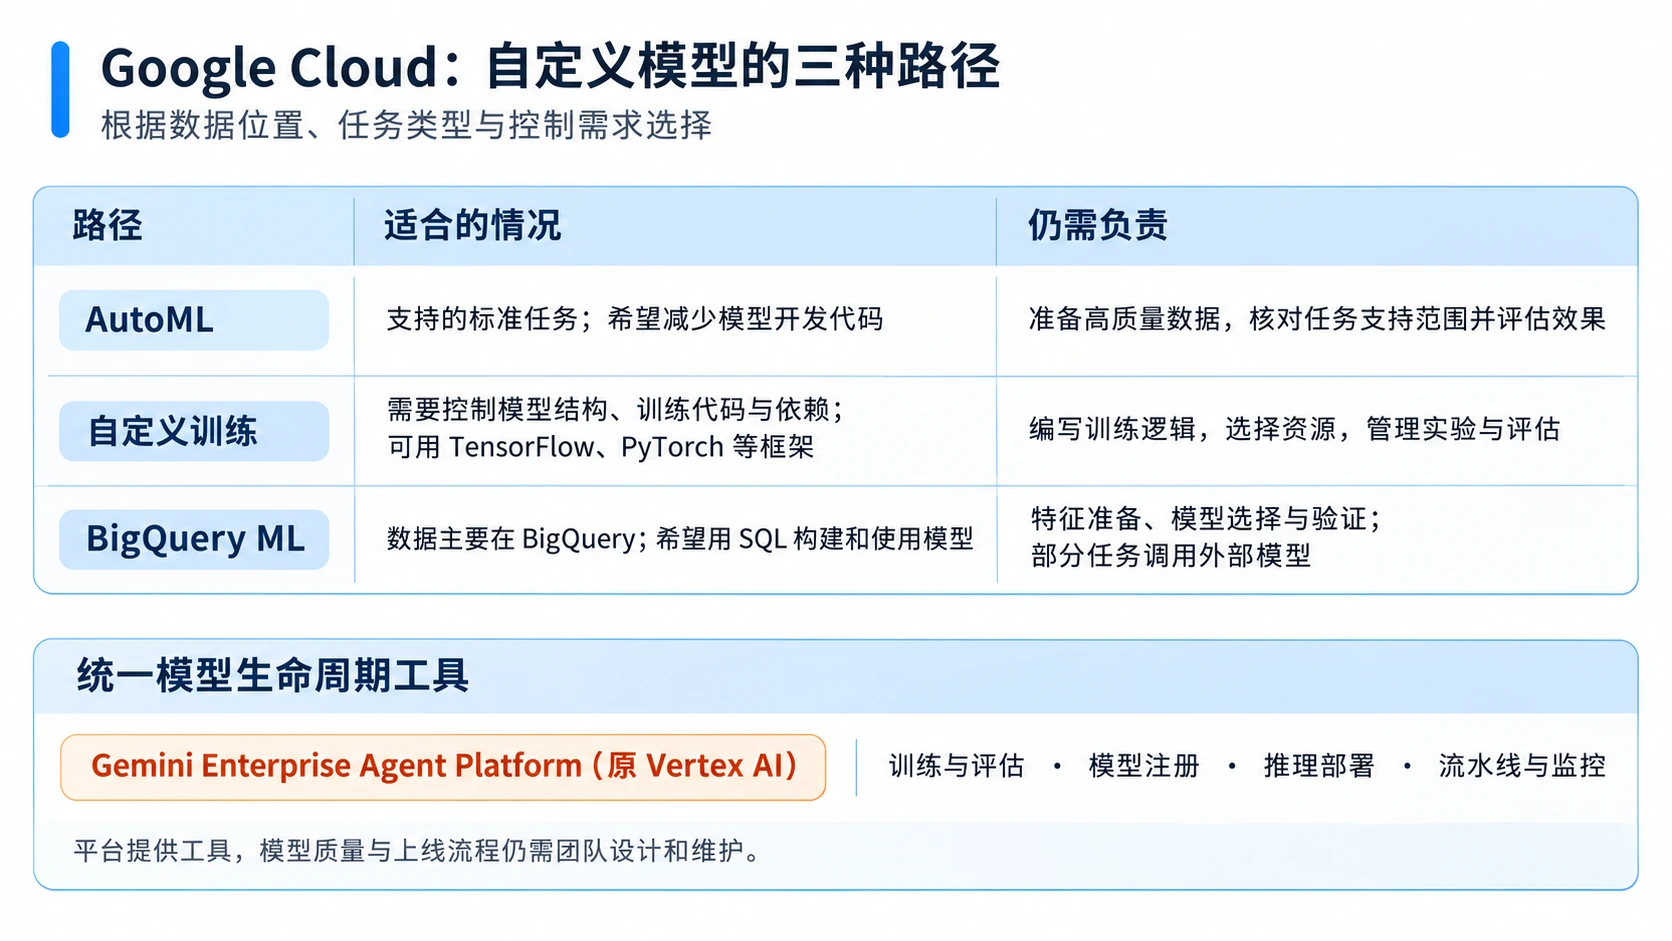 Google Cloud：自定义模型的三种路径
根据数据位置、任务类型与控制需求选择
路径
适合的情况
仍需负责
AutoML
支持的标准任务；希望减少模型开发代码
准备高质量数据，核对任务支持范围并评估效果
自定义训练
需要控制模型结构、训练代码与依赖；
可用 TensorFlow、PyTorch 等框架
编写训练逻辑，选择资源，管理实验与评估
BigQuery ML
数据主要在 BigQuery；希望用 SQL 构建和使用模型
特征准备、模型选择与验证；
部分任务调用外部模型
统一模型生命周期工具
Gemini Enterprise Agent Platform（原 Vertex AI）
训练与评估 • 模型注册 • 推理部署 • 流水线与监控
平台提供工具，模型质量与上线流程仍需团队设计和维护。